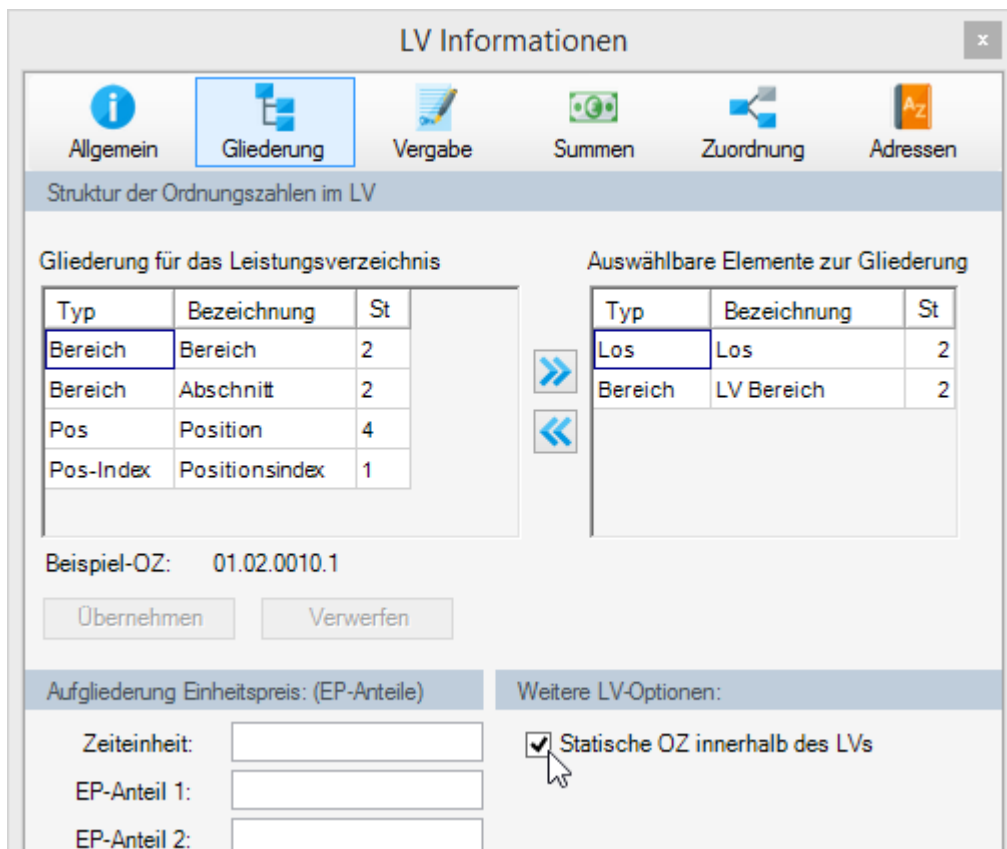 LV Informationen
x
Allgemein Gliederung Vergabe Summen Zuordnung Adressen
Struktur der Ordnungszahlen im LV
Gliederung für das Leistungsverzeichnis Auswählbare Elemente zur Gliederung
Typ Bezeichnung St Typ Bezeichnung St
Bereich Bereich 2 Los Los 2
Bereich Abschnitt 2 Bereich LV Bereich 2
Pos Position 4
Pos-Index Positionsindex 1
Beispiel-OZ: 01.02.0010.1
Übernehmen Verwerfen
Aufgliederung Einheitspreis: (EP-Anteile) Weitere LV-Optionen:
Zeiteinheit: Statische OZ innerhalb des LVs
EP-Anteil 1:
EP-Anteil 2: